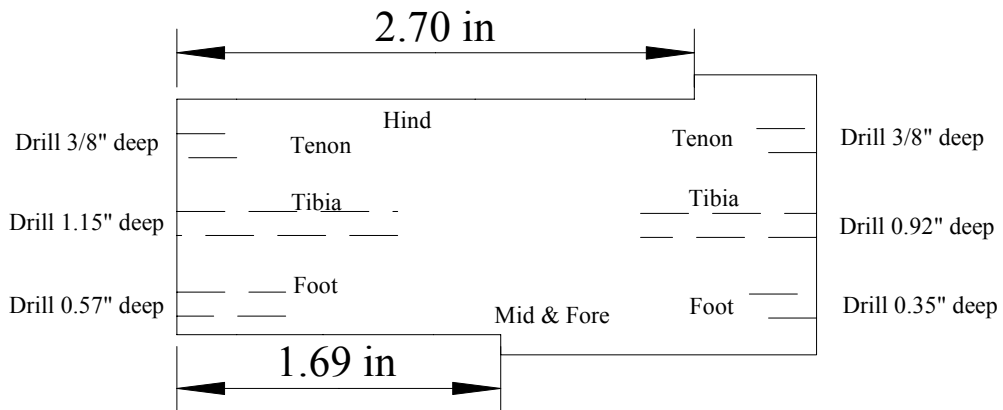 2.70 in
Hind
Drill 3/8" deep
Tenon
Tenon
Drill 3/8" deep
Tibia
Tibia
Drill 1.15" deep
Drill 0.92" deep
Foot
Foot
Drill 0.57" deep
Mid & Fore
Drill 0.35" deep
1.69 in